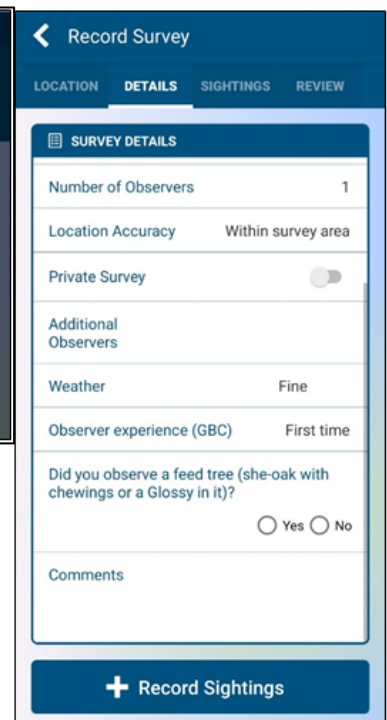 Record Survey
LOCATION DETAILS SIGHTINGS REVIEW
SURVEY DETAILS
Number of Observers 1
Location Accuracy Within survey area
Private Survey
Additional
Observers
Weather Fine
Observer experience (GBC) First time
Did you observe a feed tree (she-oak with
chewings or a Glossy in it)?
Yes No
Comments
+ Record Sightings